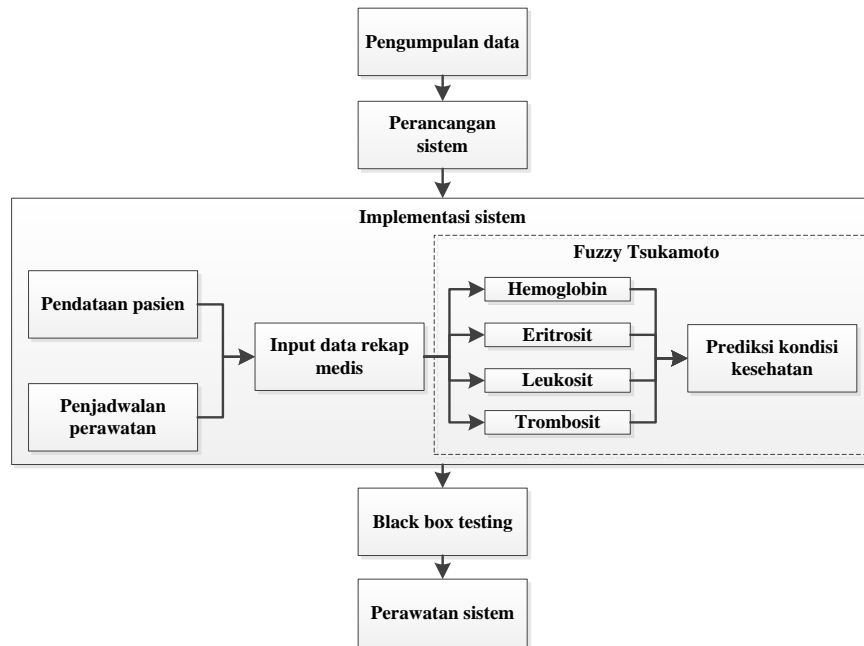 Pengumpulan data
Perancangan
sistem
Implementasi sistem
Fuzzy Tsukamoto
Pendataan pasien
Penjadwalan
perawatan
Input data rekap
medis
Hemoglobin
Eritrosit
Leukosit
Trombosit
Prediksi kondisi
kesehatan
Black box testing
Perawatan sistem